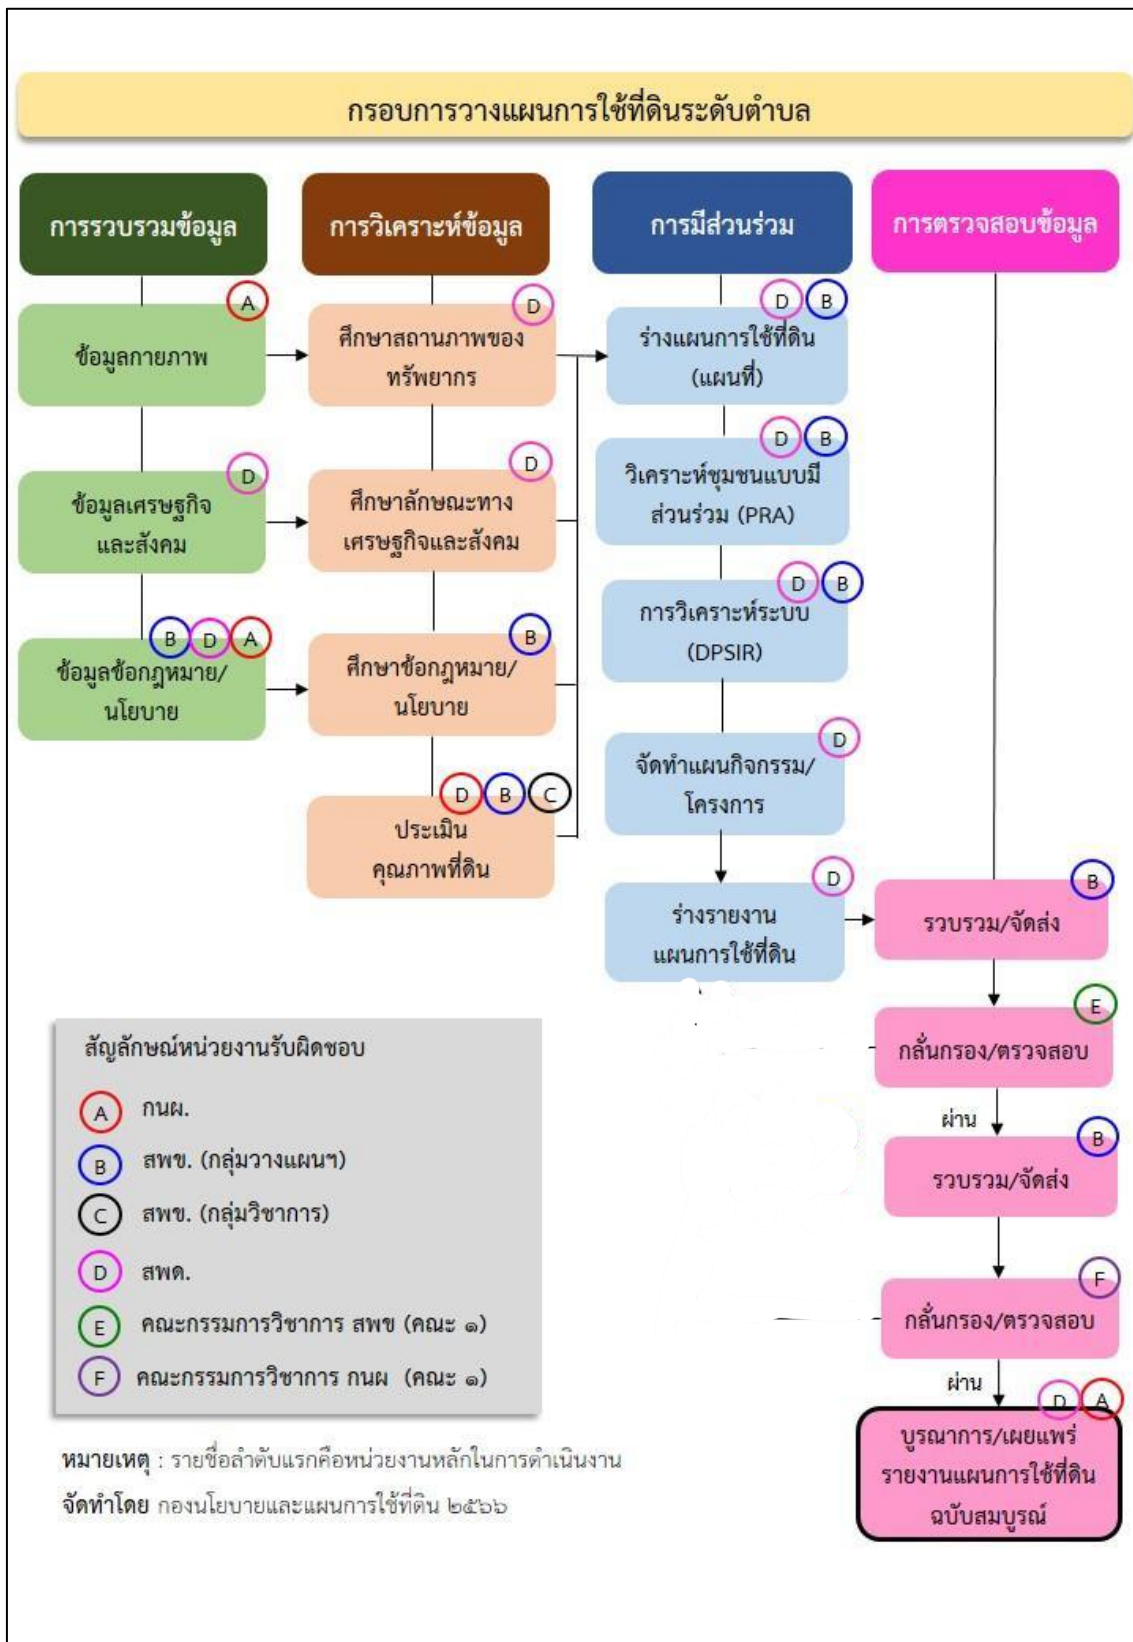 กรอบการวางแผนการใช้ที่ดินระดับตำบล
การรวบรวมข้อมูล
A
ข้อมูลกายภาพ
D
ข้อมูลเศรษฐกิจ
และสังคม
B D A
ข้อมูลข้อกฎหมาย/
นโยบาย
การวิเคราะห์ข้อมูล
D
ศึกษาสถานภาพของ
ทรัพยากร
D
ศึกษาลักษณะทาง
เศรษฐกิจและสังคม
B
ศึกษาข้อกฎหมาย/
นโยบาย
D B C
ประเมิน
คุณภาพที่ดิน
การมีส่วนร่วม
D B
ร่างแผนการใช้ที่ดิน
(แผนที่)
D B
วิเคราะห์ชุมชนแบบมี
ส่วนร่วม (PRA)
D B
การวิเคราะห์ระบบ
(DPSIR)
D
จัดทำแผนกิจกรรม/
โครงการ
D
ร่างรายงาน
แผนการใช้ที่ดิน
การตรวจสอบข้อมูล
B
รวบรวม/จัดส่ง
E
กลั่นกรอง/ตรวจสอบ
ผ่าน
B
รวบรวม/จัดส่ง
F
กลั่นกรอง/ตรวจสอบ
ผ่าน
D A
บูรณาการ/เผยแพร่
รายงานแผนการใช้ที่ดิน
ฉบับสมบูรณ์
สัญลักษณ์หน่วยงานรับผิดชอบ
A กนผ.
B สพข. (กลุ่มวางแผนฯ)
C สพข. (กลุ่มวิชาการ)
D สพด.
E คณะกรรมการวิชาการ สพข (คณะ ๑)
F คณะกรรมการวิชาการ กนผ (คณะ ๑)
หมายเหตุ : รายชื่อลำดับแรกคือหน่วยงานหลักในการดำเนินงาน
จัดทำโดย กองนโยบายและแผนการใช้ที่ดิน ๒๕๖๖